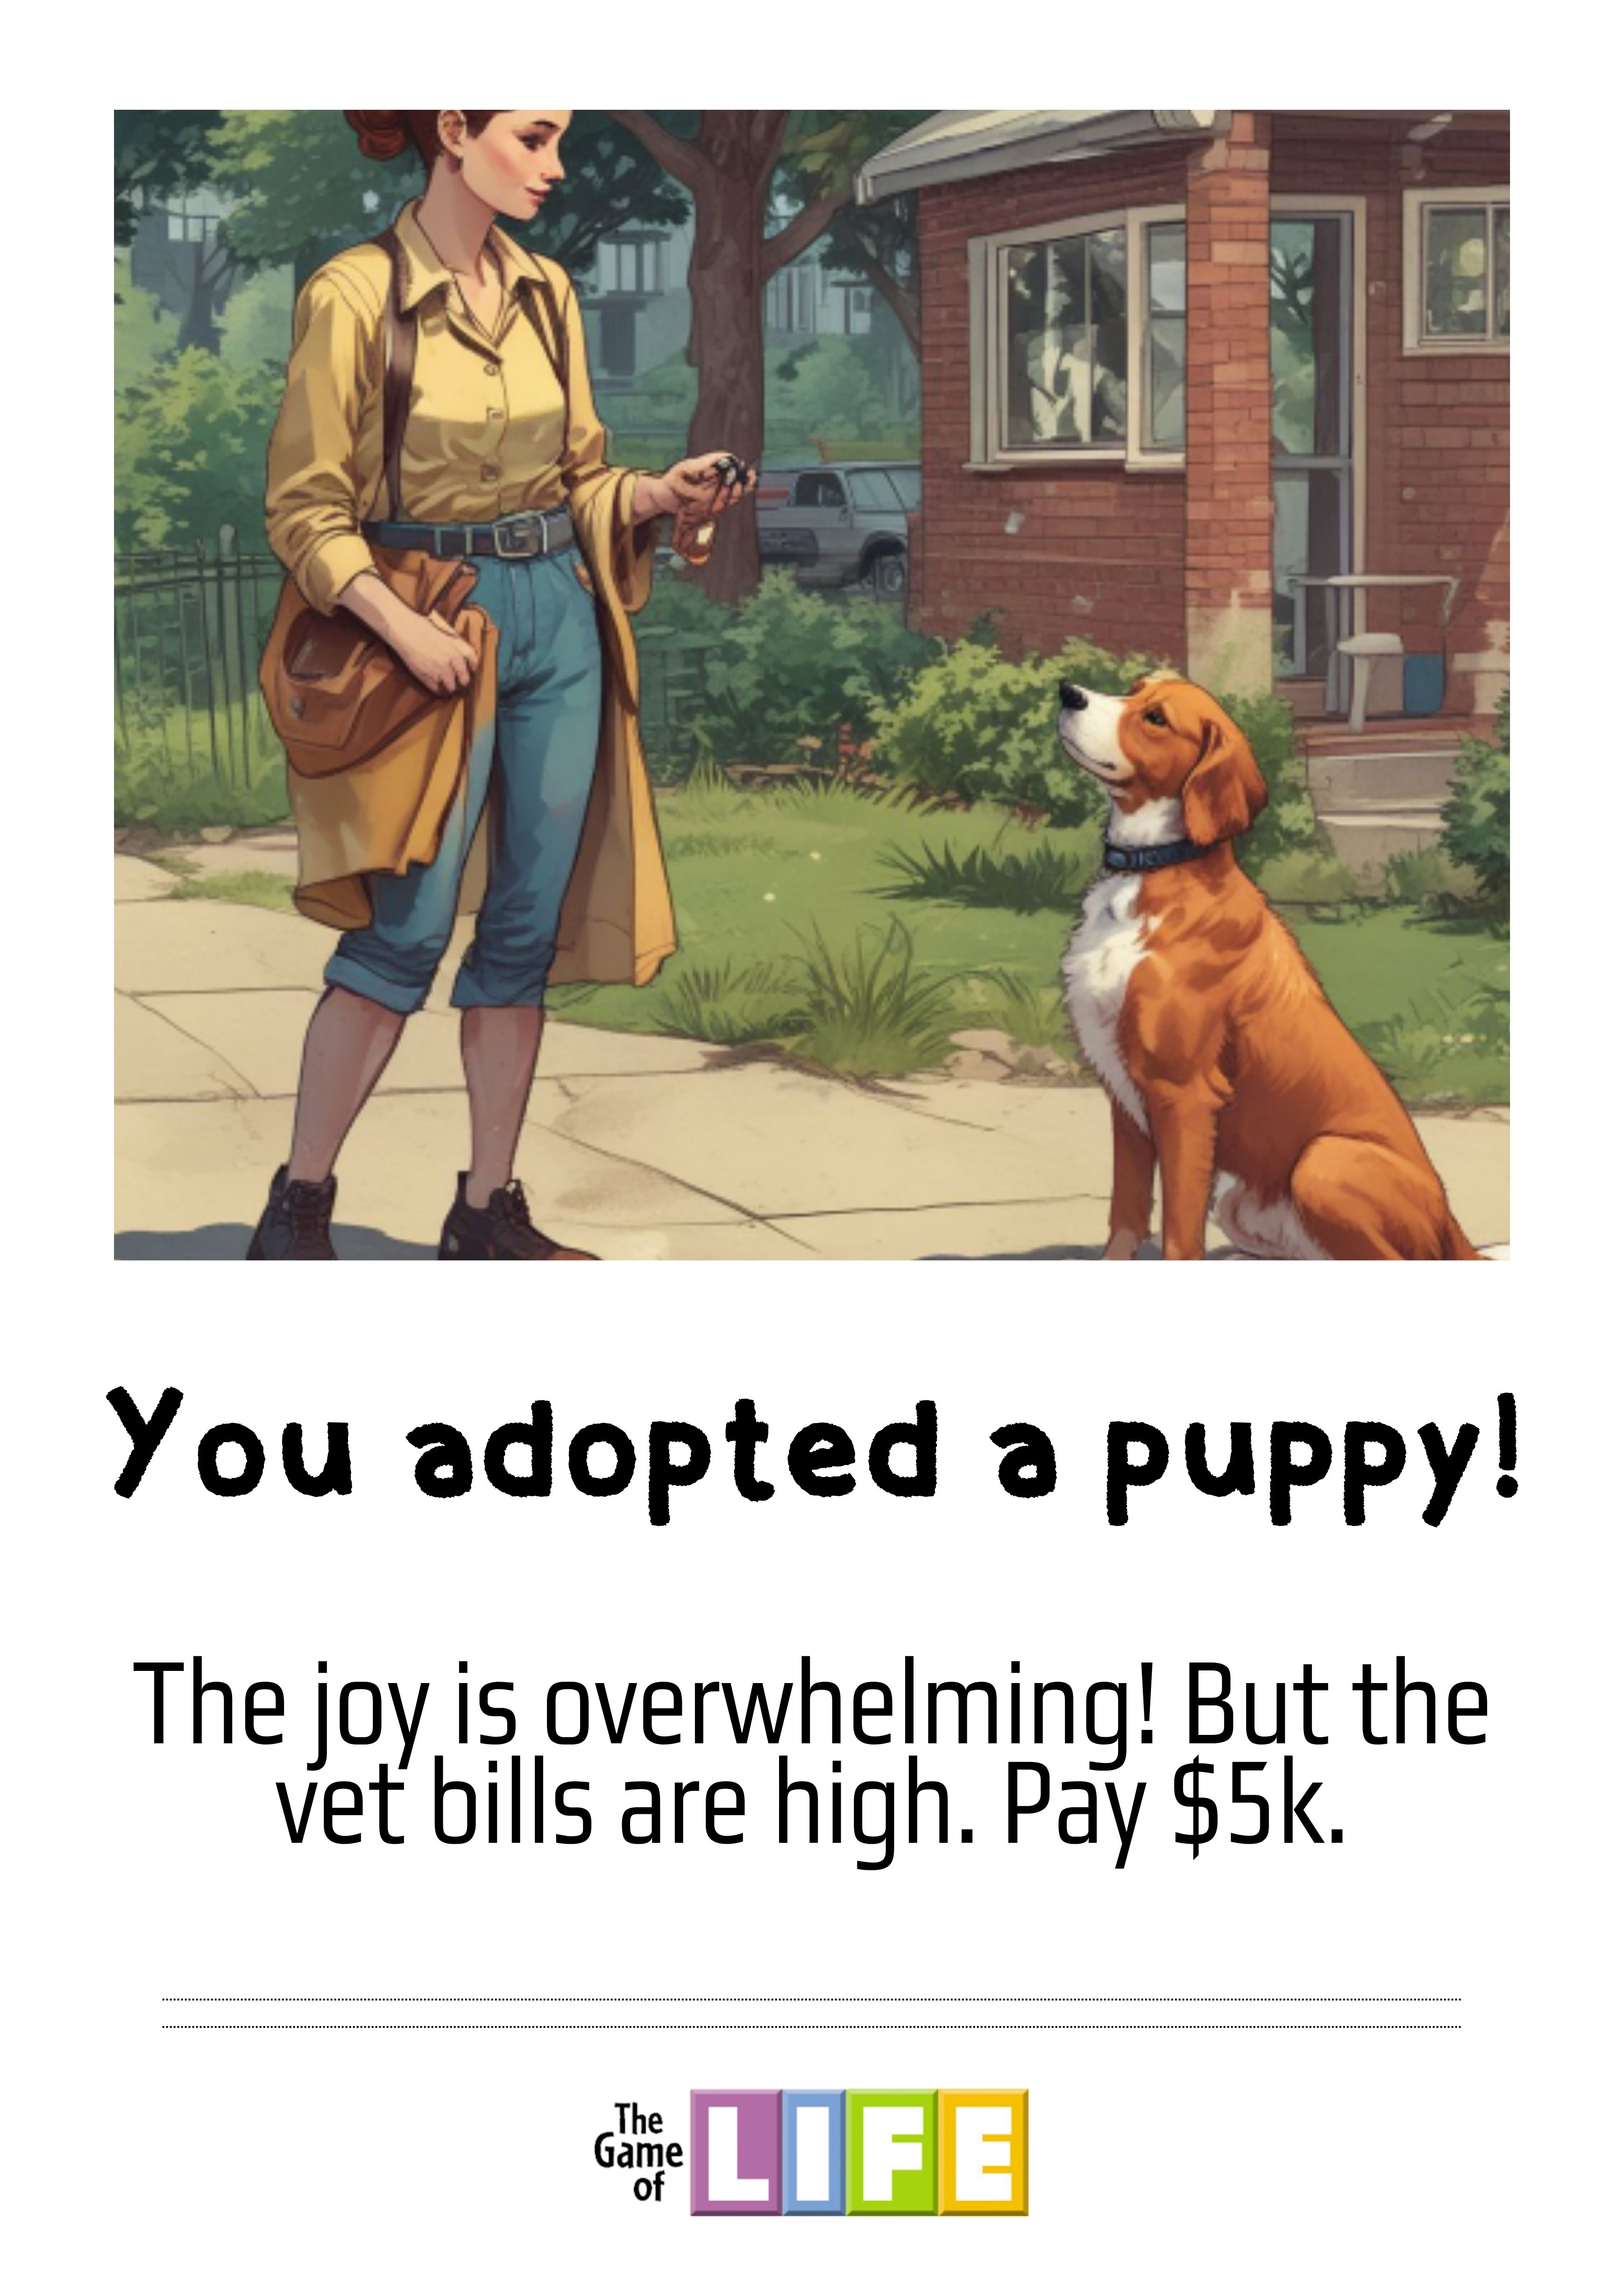 You adopted a puppy!
The joy is overwhelming! But the
vet bills are high. Pay $5k.
The
Game
of
LIFE